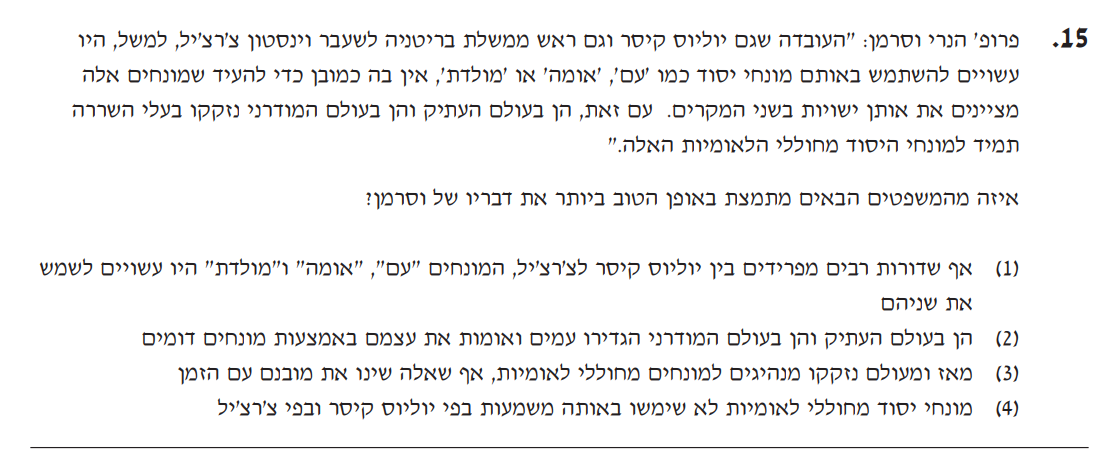 15. פרופ' הנרי וסרמן: "העובדה שגם יוליוס קיסר וגם ראש ממשלת בריטניה לשעבר וינסטון צ'רצ'יל, למשל, היו
עשויים להשתמש באותם מונחי יסוד כמו 'עם', 'אומה' או 'מולדת', אין בה כמובן כדי להעיד שמונחים אלה
מציינים את אותן ישויות בשני המקרים. עם זאת, הן בעולם העתיק והן בעולם המודרני נזקקו בעלי השררה
תמיד למונחי היסוד מחוללי הלאומיות האלה."
איזה מהמשפטים הבאים מתמצת באופן הטוב ביותר את דבריו של וסרמן?
(1) אף שדורות רבים מפרידים בין יוליוס קיסר לצ'רצ'יל, המונחים "עם", "אומה" ו"מולדת" היו עשויים לשמש
את שניהם
(2) הן בעולם העתיק והן בעולם המודרני הגדירו עמים ואומות את עצמם באמצעות מונחים דומים
(3) מאז ומעולם נזקקו מנהיגים למונחים מחוללי לאומיות, אף שאלה שינו את מובנם עם הזמן
(4) מונחי יסוד מחוללי לאומיות לא שימשו באותה משמעות בפי יוליוס קיסר ובפי צ'רצ'יל